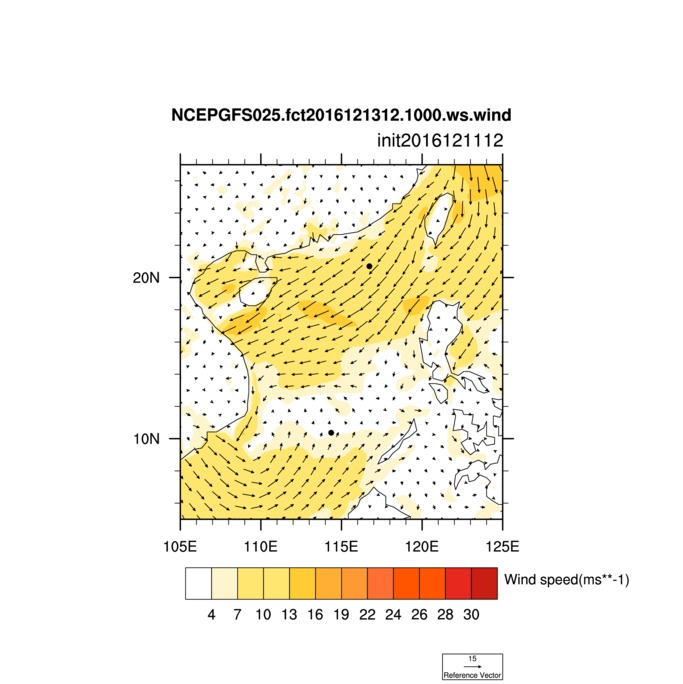 NCEPGFS025.fct2016121312.1000.ws.wind
init2016121112
20N
10N
105E 110E 115E 120E 125E
4 7 10 13 16 19 22 24 26 28 30
Wind speed(ms**-1)
15
Reference Vector